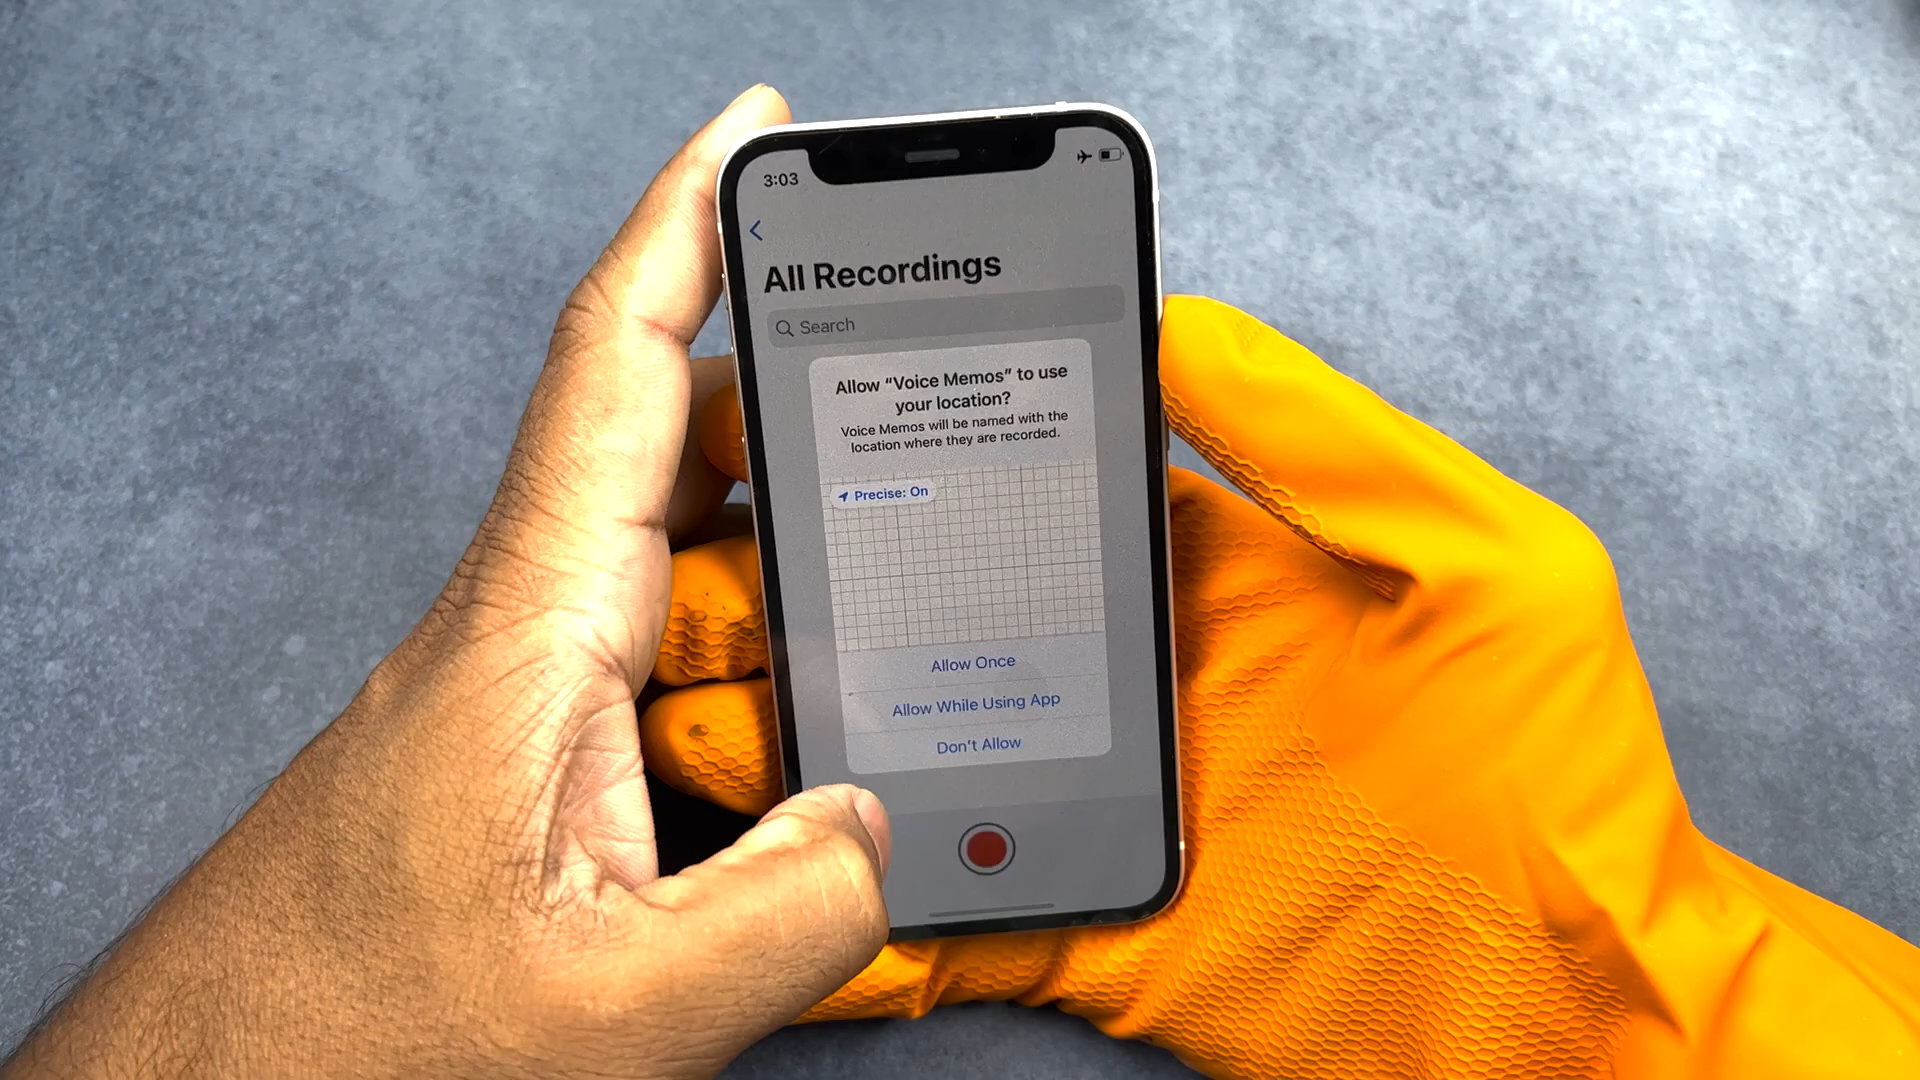 3:03
All Recordings
Search
Allow “Voice Memos” to use
your location?
Voice Memos will be named with the
location where they are recorded.
Precise: On
Allow Once
Allow While Using App
Don’t Allow